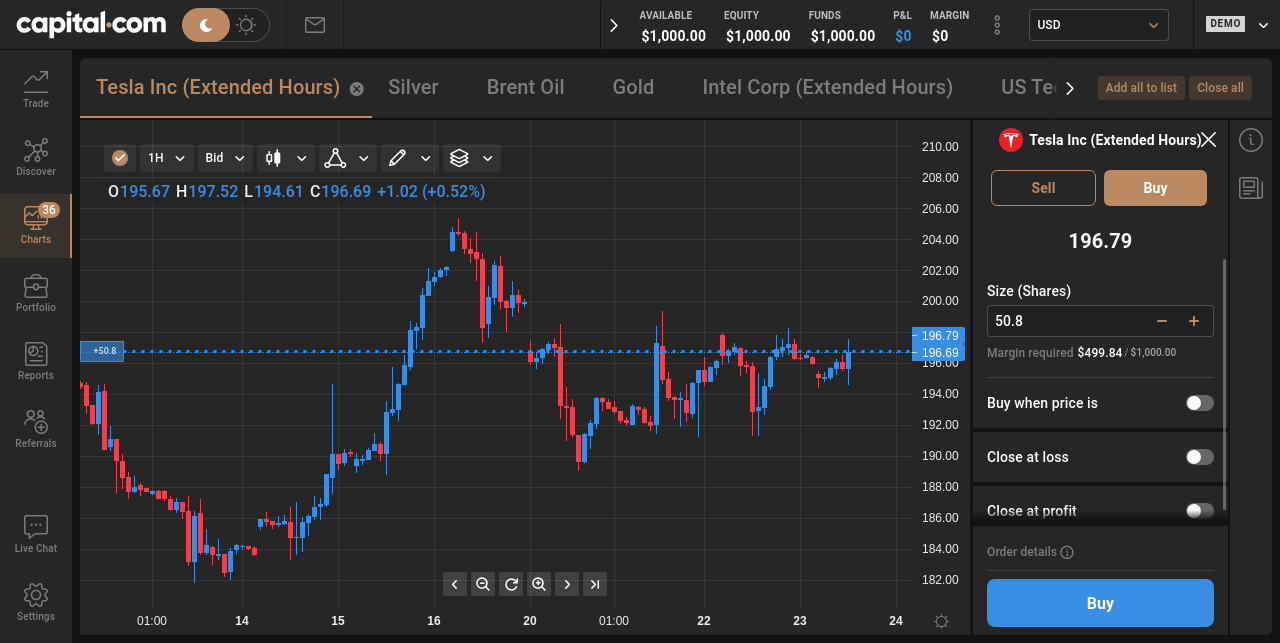 capital.com
AVAILABLE EQUITY FUNDS P&L MARGIN
$1,000.00 $1,000.00 $1,000.00 $0 $0
USD
DEMO
Trade
Discover
36
Charts
Portfolio
Reports
Referrals
Live Chat
Settings
Tesla Inc (Extended Hours) Silver Brent Oil Gold Intel Corp (Extended Hours) US Te
Add all to list Close all
1H Bid
O195.67 H197.52 L194.61 C196.69 +1.02 (+0.52%)
210.00
208.00
206.00
204.00
202.00
200.00
196.79
196.69
196.00
194.00
192.00
190.00
188.00
186.00
184.00
182.00
+50.8
01:00 14 15 16 20 01:00 22 23 24
Tesla Inc (Extended Hours)
Sell Buy
196.79
Size (Shares)
50.8
Margin required $499.84 / $1,000.00
Buy when price is
Close at loss
Close at profit
Order details
Buy